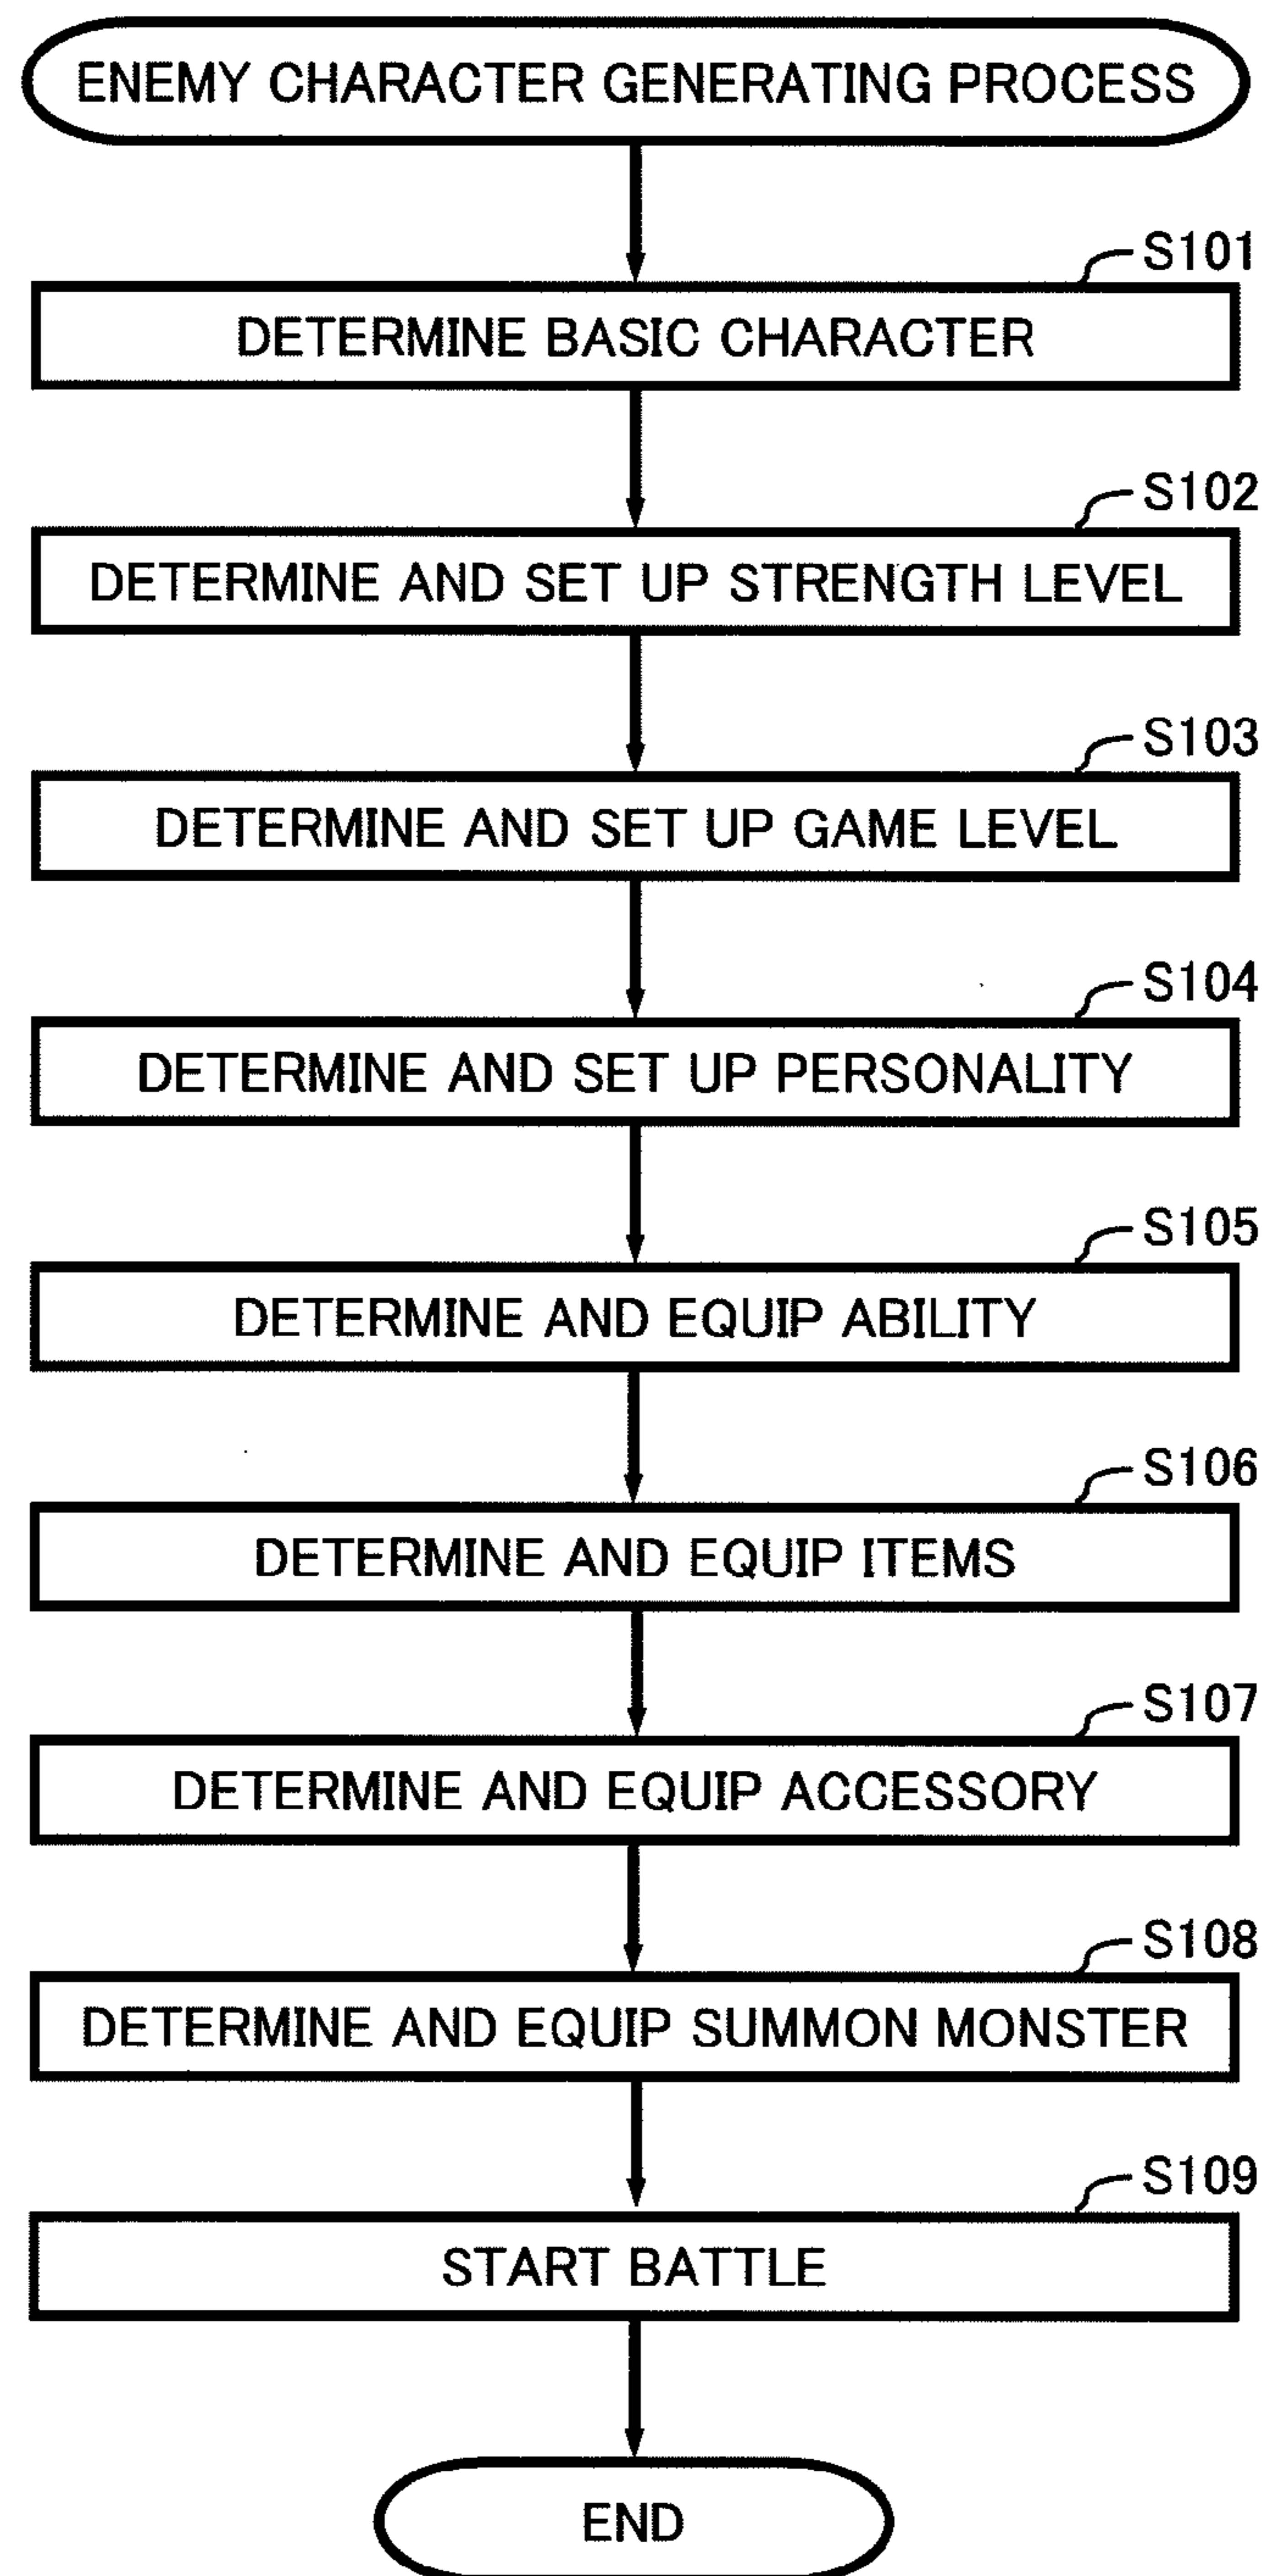 ENEMY CHARACTER GENERATING PROCESS
S101
DETERMINE BASIC CHARACTER
S102
DETERMINE AND SET UP STRENGTH LEVEL
S103
DETERMINE AND SET UP GAME LEVEL
S104
DETERMINE AND SET UP PERSONALITY
S105
DETERMINE AND EQUIP ABILITY
S106
DETERMINE AND EQUIP ITEMS
S107
DETERMINE AND EQUIP ACCESSORY
S108
DETERMINE AND EQUIP SUMMON MONSTER
S109
START BATTLE
END